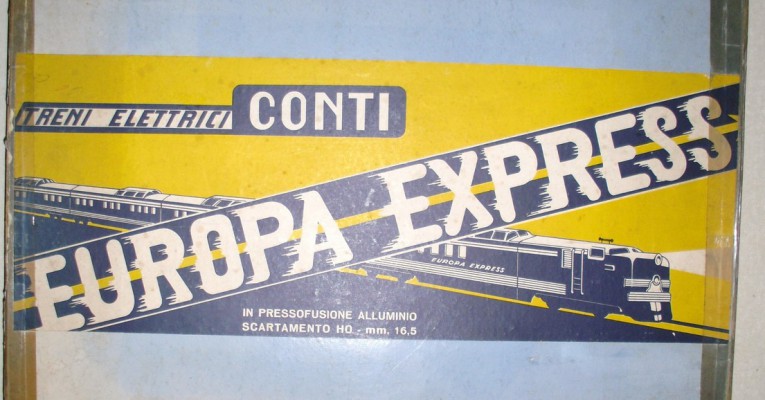 TRENI ELETTRICI CONTI
EUROPA EXPRESS
EUROPA EXPRESS
IN PRESSOFUSIONE ALLUMINIO
SCARTAMENTO HO - mm. 16,5